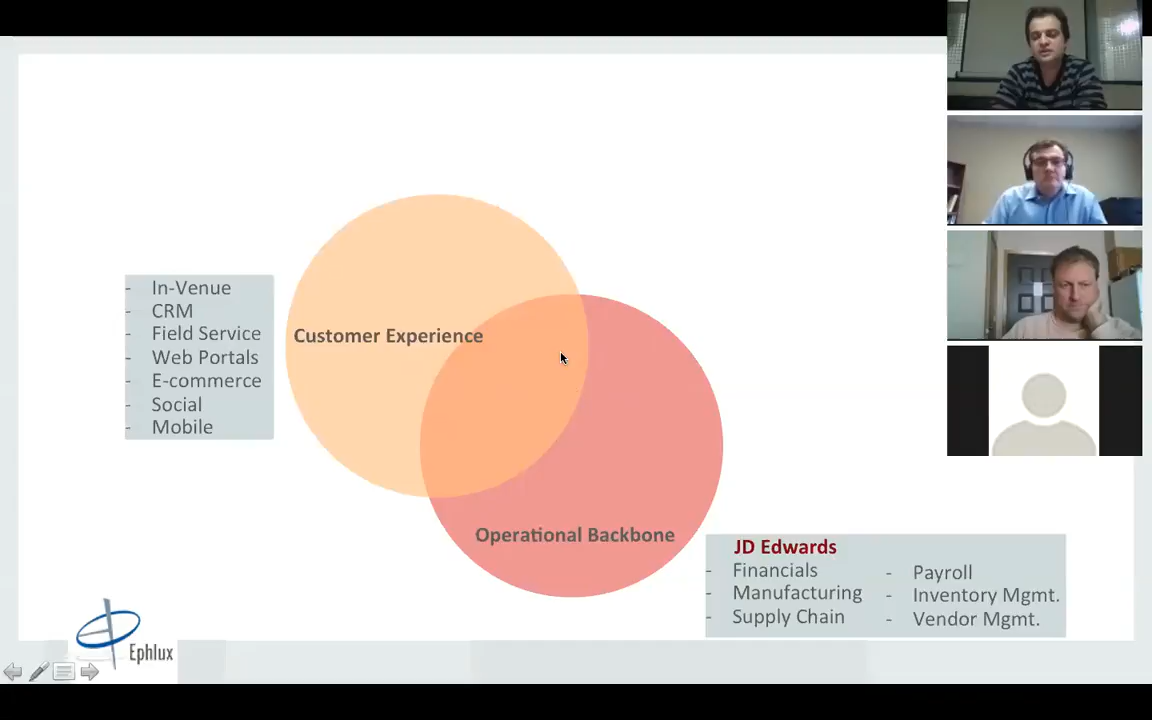 - In-Venue
- CRM
- Field Service
- Web Portals
- E-commerce
- Social
- Mobile
Customer Experience
Operational Backbone
JD Edwards
- Financials
- Manufacturing
- Supply Chain
- Payroll
- Inventory Mgmt.
- Vendor Mgmt.
Ephlux